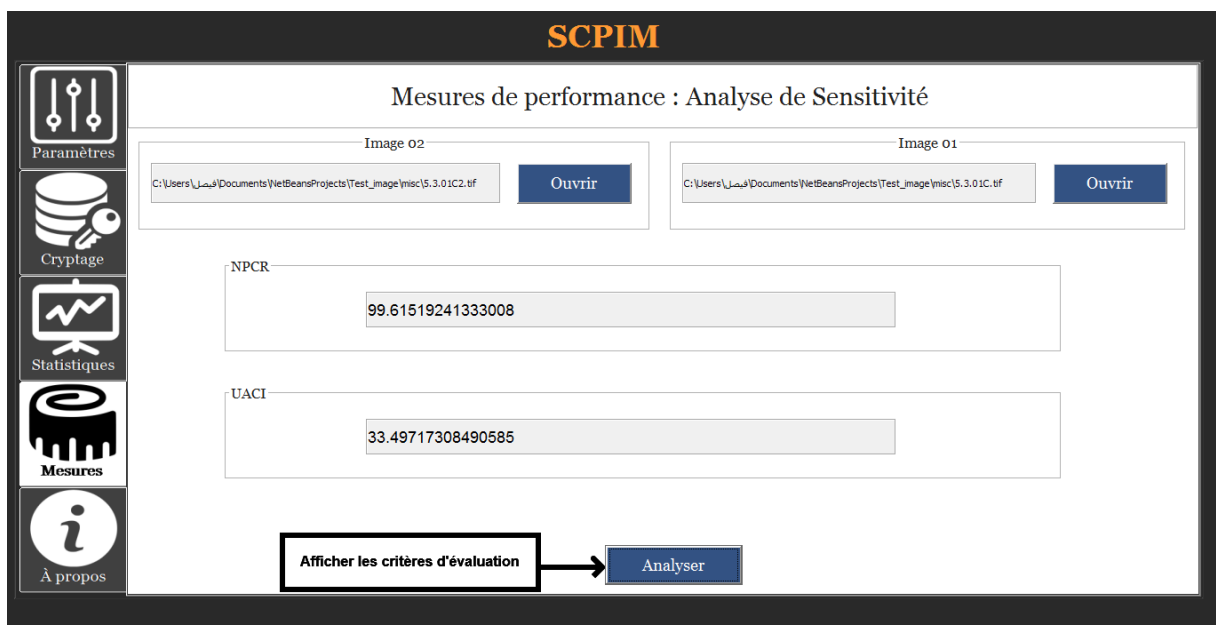 SCPIM
Mesures de performance : Analyse de Sensitivité
Paramètres
Cryptage
Statistiques
Mesures
À propos
Image 02
C:\Users\فيصل\Documents\NetBeansProjects\Test_image\misc\5.3.01C2.tif
Ouvrir
Image 01
C:\Users\فيصل\Documents\NetBeansProjects\Test_image\misc\5.3.01C.tif
Ouvrir
NPCR
99.61519241333008
UACI
33.49717308490585
Afficher les critères d'évaluation
Analyser